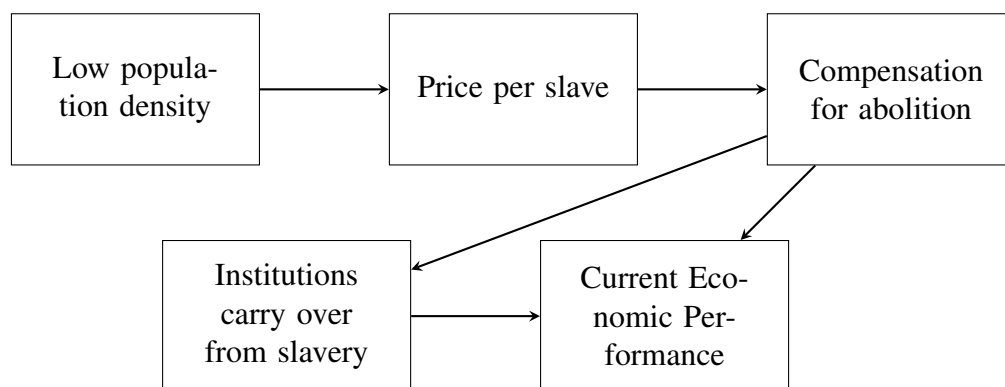 Low popula-
tion density
Price per slave
Compensation
for abolition
Institutions
carry over
from slavery
Current Eco-
nomic Per-
formance